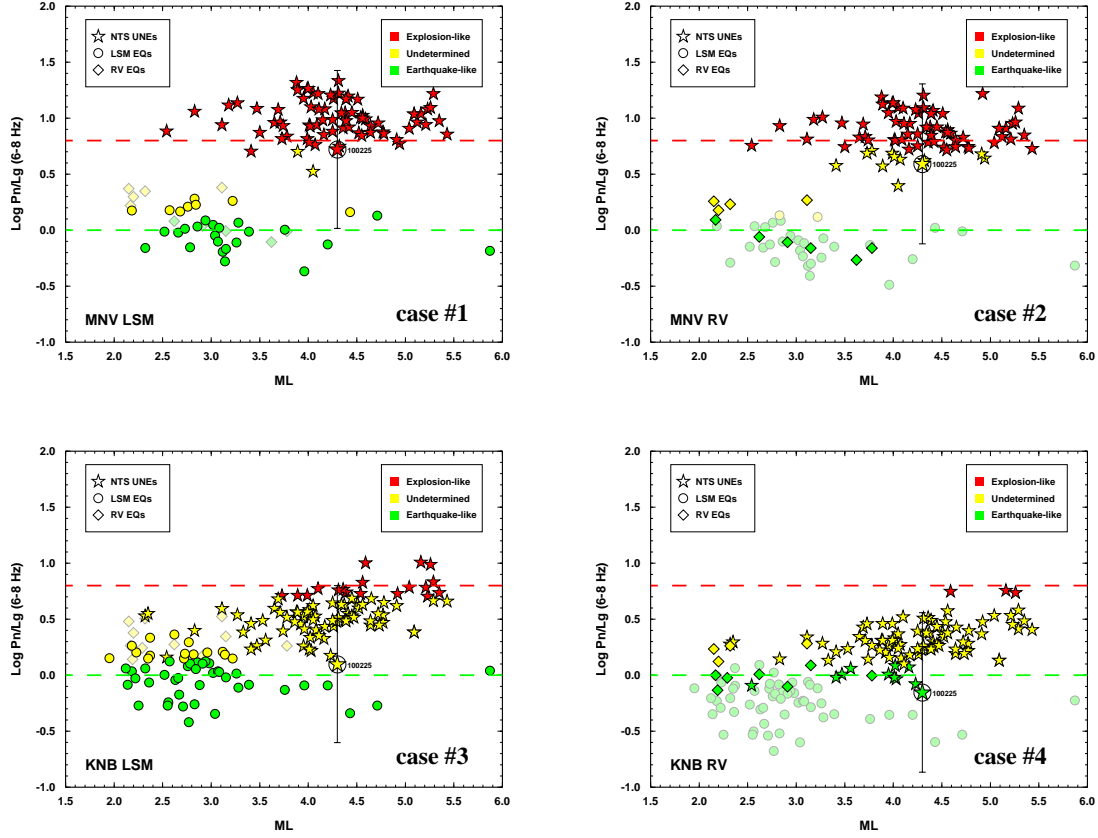 2.0
1.5
1.0
0.5
0.0
-0.5
-1.0
Log Pn/Lg (6-8 Hz)
NTS UNEs
LSM EQs
RV EQs
Explosion-like
Undetermined
Earthquake-like
100225
MNV LSM
case #1
1.5 2.0 2.5 3.0 3.5 4.0 4.5 5.0 5.5 6.0
ML
2.0
1.5
1.0
0.5
0.0
-0.5
-1.0
Log Pn/Lg (6-8 Hz)
NTS UNEs
LSM EQs
RV EQs
Explosion-like
Undetermined
Earthquake-like
100225
MNV RV
case #2
1.5 2.0 2.5 3.0 3.5 4.0 4.5 5.0 5.5 6.0
ML
2.0
1.5
1.0
0.5
0.0
-0.5
-1.0
Log Pn/Lg (6-8 Hz)
NTS UNEs
LSM EQs
RV EQs
Explosion-like
Undetermined
Earthquake-like
100225
KNB LSM
case #3
1.5 2.0 2.5 3.0 3.5 4.0 4.5 5.0 5.5 6.0
ML
2.0
1.5
1.0
0.5
0.0
-0.5
-1.0
Log Pn/Lg (6-8 Hz)
NTS UNEs
LSM EQs
RV EQs
Explosion-like
Undetermined
Earthquake-like
100225
KNB RV
case #4
1.5 2.0 2.5 3.0 3.5 4.0 4.5 5.0 5.5 6.0
ML